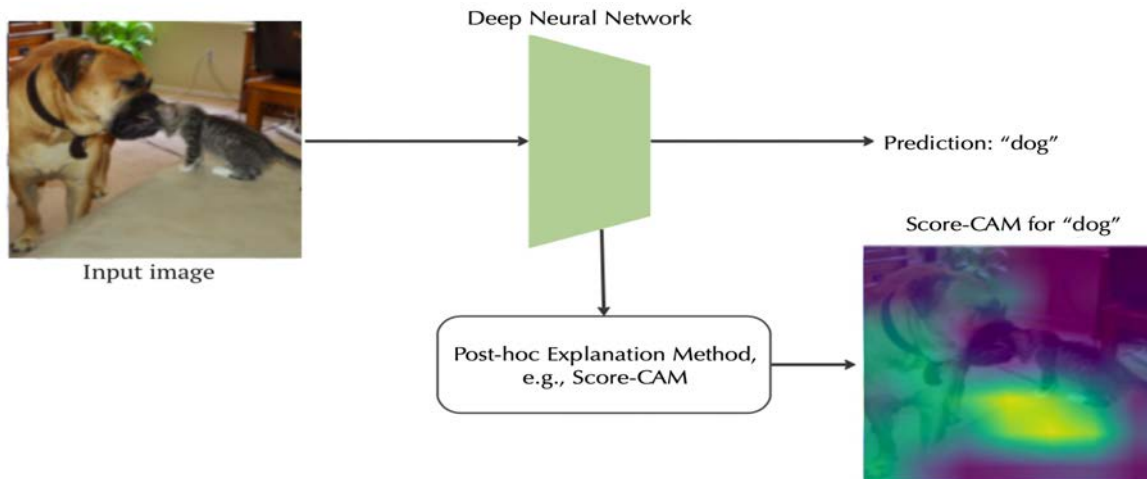 Deep Neural Network
Prediction: “dog”
Score-CAM for “dog”
Input image
Post-hoc Explanation Method,
e.g., Score-CAM